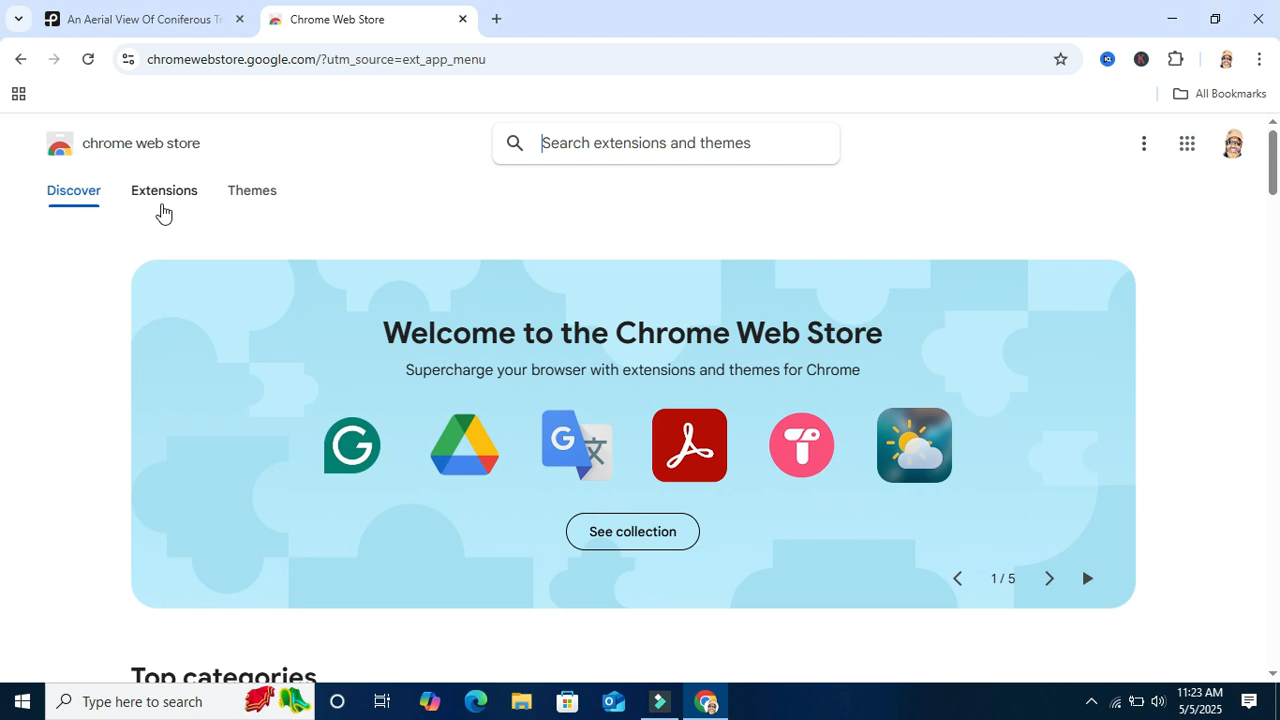 An Aerial View Of Coniferous Tr
Chrome Web Store
chromewebstore.google.com/?utm_source=ext_app_menu
All Bookmarks
chrome web store
Search extensions and themes
Discover
Extensions
Themes
Welcome to the Chrome Web Store
Supercharge your browser with extensions and themes for Chrome
See collection
1 / 5
Top categories
Type here to search
11:23 AM
5/5/2025